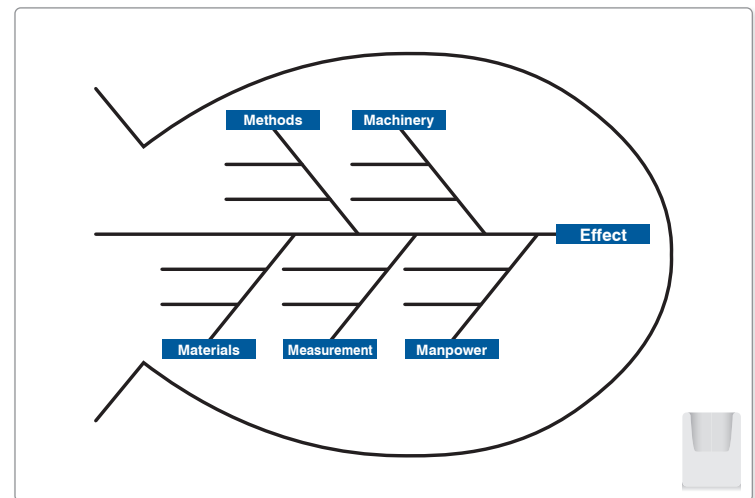 Methods
Machinery
Effect
Materials
Measurement
Manpower